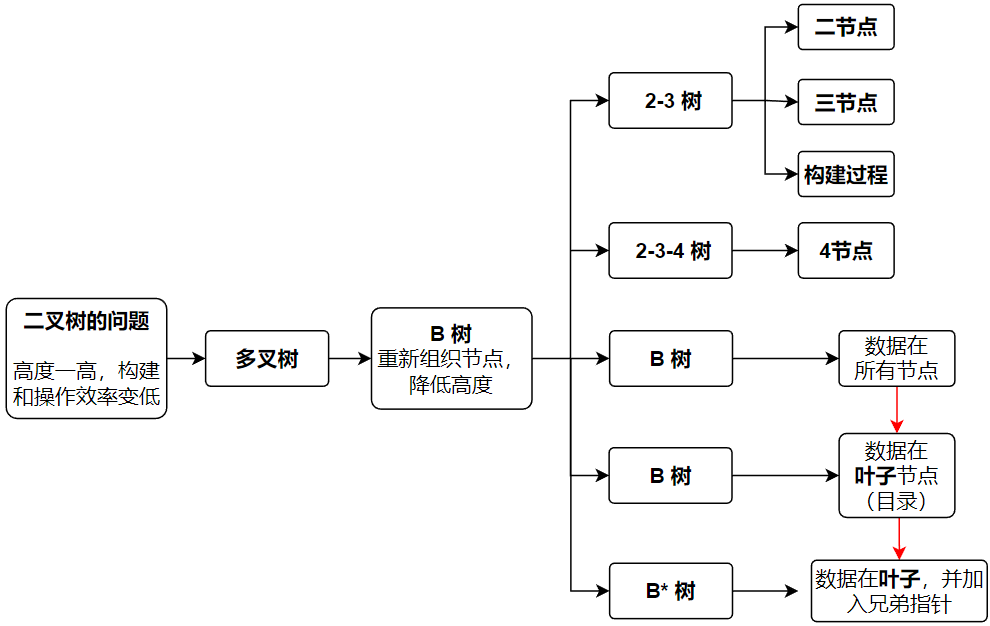 二叉树的问题
高度一高，构建
和操作效率变低
多叉树
B 树
重新组织节点，
降低高度
2-3 树
二节点
三节点
构建过程
2-3-4 树
4节点
B 树
数据在
所有节点
B 树
数据在
叶子节点
（目录）
B* 树
数据在叶子，并加
入兄弟指针